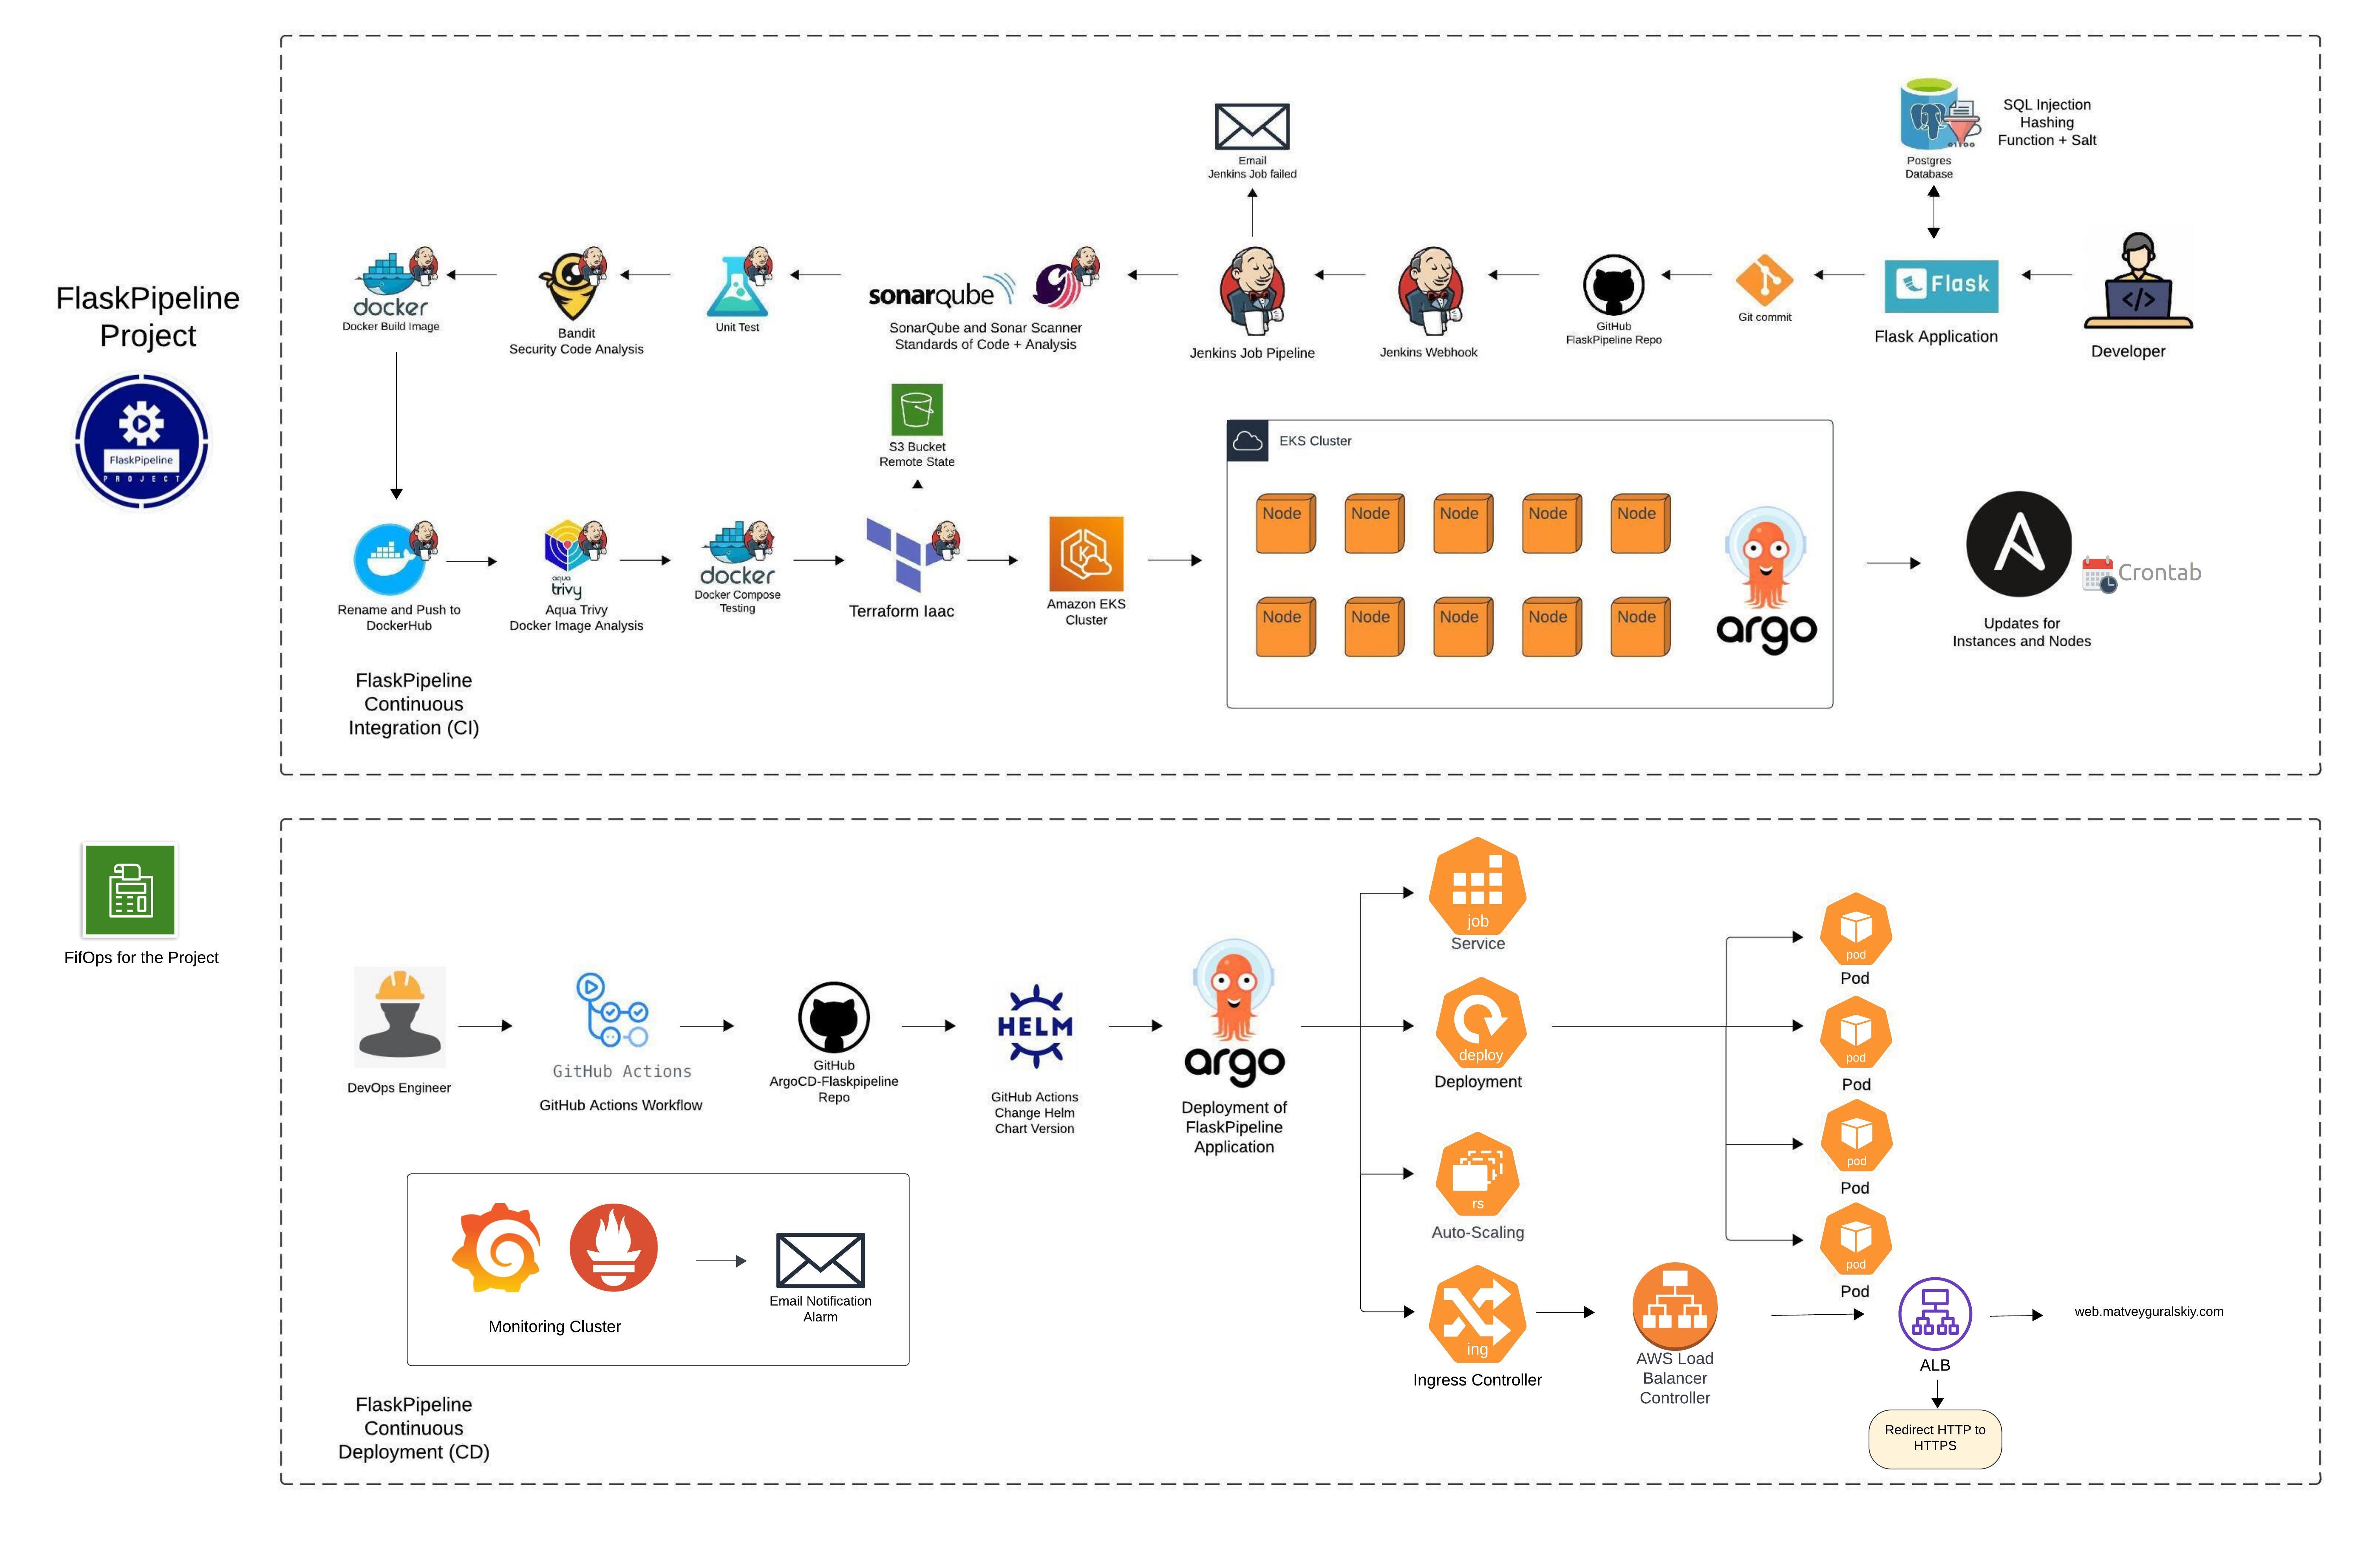 FlaskPipeline
Project
FlaskPipeline
PROJECT
Email
Jenkins Job failed
Postgres
Database
SQL Injection
Hashing
Function + Salt
docker
Docker Build Image
Bandit
Security Code Analysis
Unit Test
sonarqube
SonarQube and Sonar Scanner
Standards of Code + Analysis
Jenkins Job Pipeline
Jenkins Webhook
GitHub
FlaskPipeline Repo
Git commit
Flask
Flask Application
</>
Developer
S3 Bucket
Remote State
EKS Cluster
Node
Node
Node
Node
Node
Node
Node
Node
Node
Node
argo
Rename and Push to
DockerHub
aqua
trivy
Aqua Trivy
Docker Image Analysis
docker
Docker Compose
Testing
Terraform Iaac
K
Amazon EKS
Cluster
Crontab
Updates for
Instances and Nodes
FlaskPipeline
Continuous
Integration (CI)
FifOps for the Project
DevOps Engineer
GitHub Actions
GitHub Actions Workflow
GitHub
ArgoCD-Flaskpipeline
Repo
HELM
GitHub Actions
Change Helm
Chart Version
argo
Deployment of
FlaskPipeline
Application
job
Service
deploy
Deployment
rs
Auto-Scaling
ing
Ingress Controller
pod
Pod
pod
Pod
pod
Pod
pod
Pod
AWS Load
Balancer
Controller
ALB
web.matveyguralskiy.com
Redirect HTTP to
HTTPS
Monitoring Cluster
Email Notification
Alarm
FlaskPipeline
Continuous
Deployment (CD)